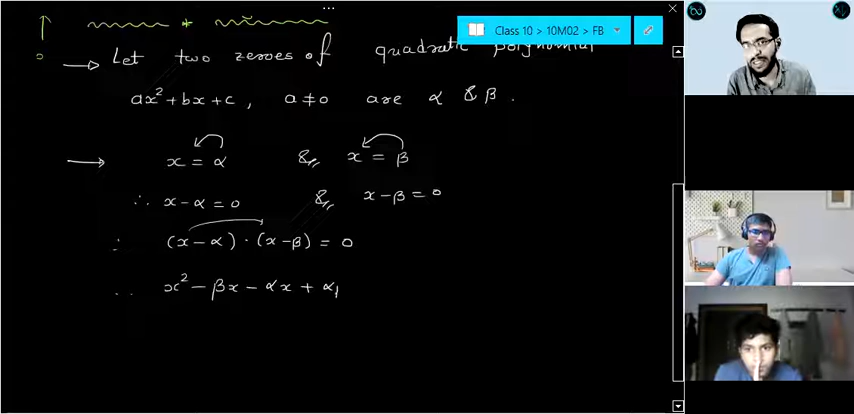 Class 10 > 10M02 > FB
→ Let two zeroes of quadratic polynomial
ax² + bx + c, a ≠ 0 are α & β.
→ x = α & x = β
∴ x - α = 0 & x - β = 0
∴ (x - α) · (x - β) = 0
∴ x² - βx - αx + α